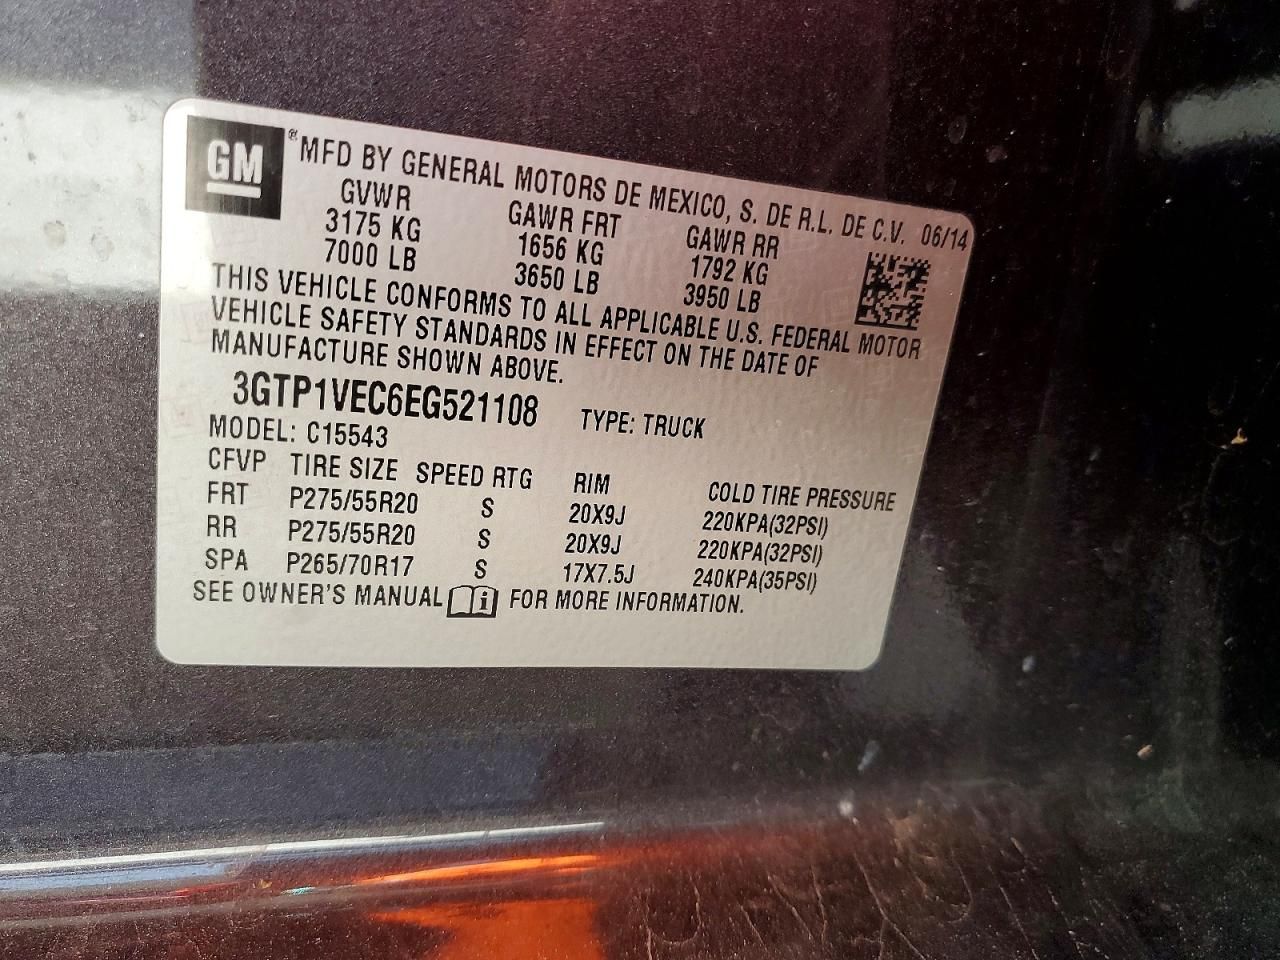 GM ® MFD BY GENERAL MOTORS DE MEXICO, S. DE R.L. DE C.V. 06/14
GVWR GAWR FRT GAWR RR
3175 KG 1656 KG 1792 KG
7000 LB 3650 LB 3950 LB
THIS VEHICLE CONFORMS TO ALL APPLICABLE U.S. FEDERAL MOTOR
VEHICLE SAFETY STANDARDS IN EFFECT ON THE DATE OF
MANUFACTURE SHOWN ABOVE.
3GTP1VEC6EG521108 TYPE: TRUCK
MODEL: C15543
CFVP TIRE SIZE SPEED RTG RIM COLD TIRE PRESSURE
FRT P275/55R20 S 20X9J 220KPA(32PSI)
RR P275/55R20 S 20X9J 220KPA(32PSI)
SPA P265/70R17 S 17X7.5J 240KPA(35PSI)
SEE OWNER'S MANUAL i FOR MORE INFORMATION.